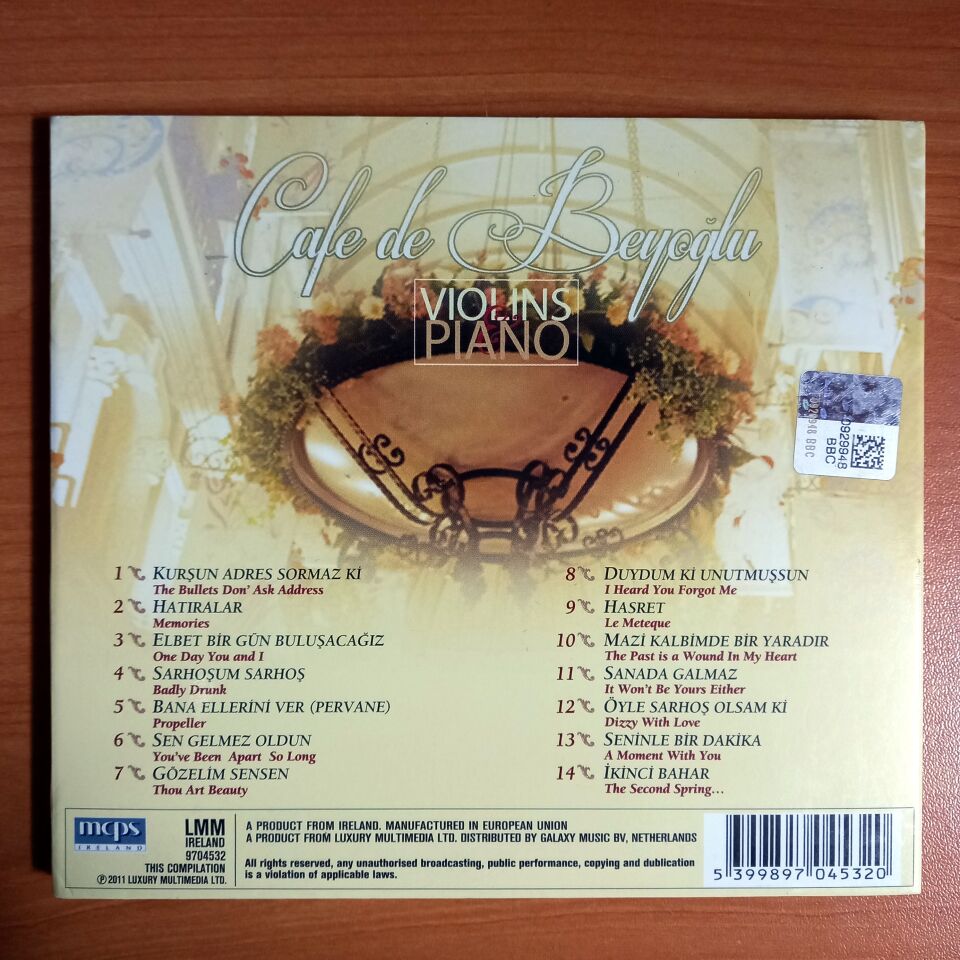 Cafe de Beyoğlu
VIOLINS
PIANO
0929948
BBC
1 KURŞUN ADRES SORMAZ Kİ
The Bullets Don' Ask Address
2 HATIRALAR
Memories
3 ELBET BİR GÜN BULUŞACAĞIZ
One Day You and I
4 SARHOŞUM SARHOŞ
Badly Drunk
5 BANA ELLERİNİ VER (PERVANE)
Propeller
6 SEN GELMEZ OLDUN
You've Been Apart So Long
7 GÖZELİM SENSEN
Thou Art Beauty
8 DUYDUM Kİ UNUTMUŞSUN
I Heard You Forgot Me
9 HASRET
Le Meteque
10 MAZİ KALBİMDE BİR YARADIR
The Past is a Wound In My Heart
11 SANADA GALMAZ
It Won't Be Yours Either
12 ÖYLE SARHOŞ OLSAM Kİ
Dizzy With Love
13 SENİNLE BİR DAKİKA
A Moment With You
14 İKİNCİ BAHAR
The Second Spring...
mcps
IRELAND
LMM
IRELAND
9704532
THIS COMPILATION
℗ 2011 LUXURY MULTIMEDIA LTD.
A PRODUCT FROM IRELAND. MANUFACTURED IN EUROPEAN UNION
A PRODUCT FROM LUXURY MULTIMEDIA LTD. DISTRIBUTED BY GALAXY MUSIC BV, NETHERLANDS
All rights reserved, any unauthorised broadcasting, public performance, copying and dublication
is a violation of applicable laws.
5 399897 045320